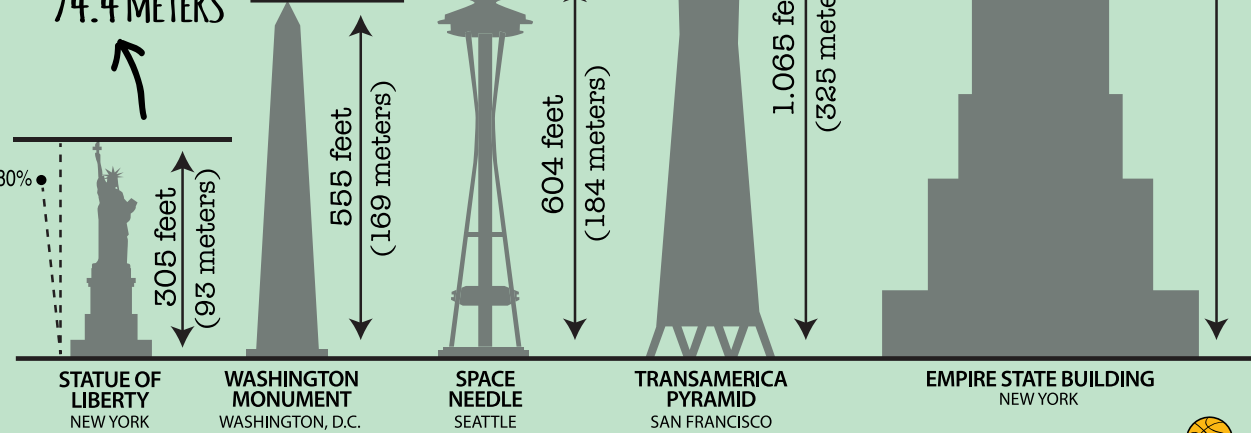 74.4 METERS
80%
305 feet
(93 meters)
555 feet
(169 meters)
604 feet
(184 meters)
1.065 fe
(325 mete
STATUE OF
LIBERTY
NEW YORK
WASHINGTON
MONUMENT
WASHINGTON, D.C.
SPACE
NEEDLE
SEATTLE
TRANSAMERICA
PYRAMID
SAN FRANCISCO
EMPIRE STATE BUILDING
NEW YORK